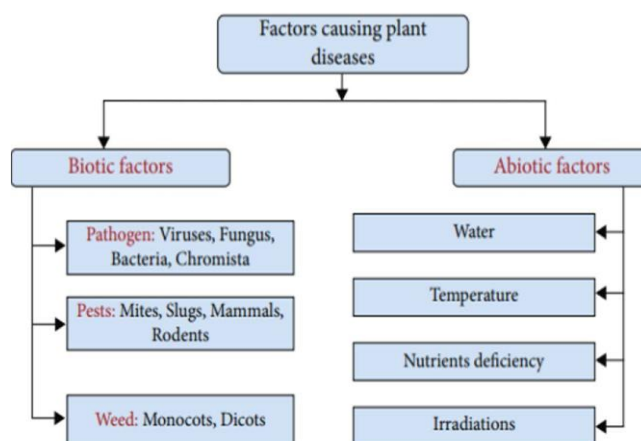 Factors causing plant
diseases
Biotic factors
Abiotic factors
Pathogen: Viruses, Fungus,
Bacteria, Chromista
Pests: Mites, Slugs, Mammals,
Rodents
Weed: Monocots, Dicots
Water
Temperature
Nutrients deficiency
Irradiations